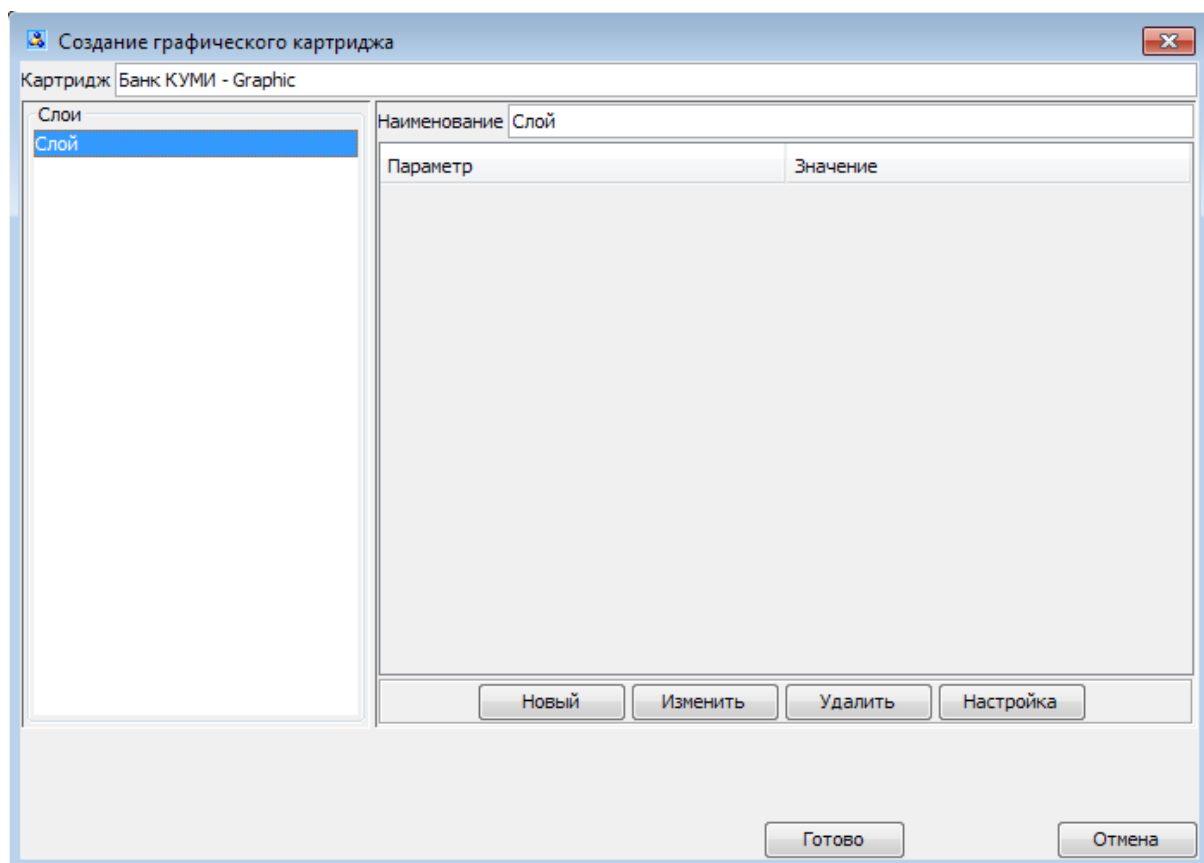 Создание графического картриджа
Картридж Банк КУМИ - Graphic
Слои
Слой
Наименование Слой
Параметр Значение
Новый Изменить Удалить Настройка
Готово Отмена